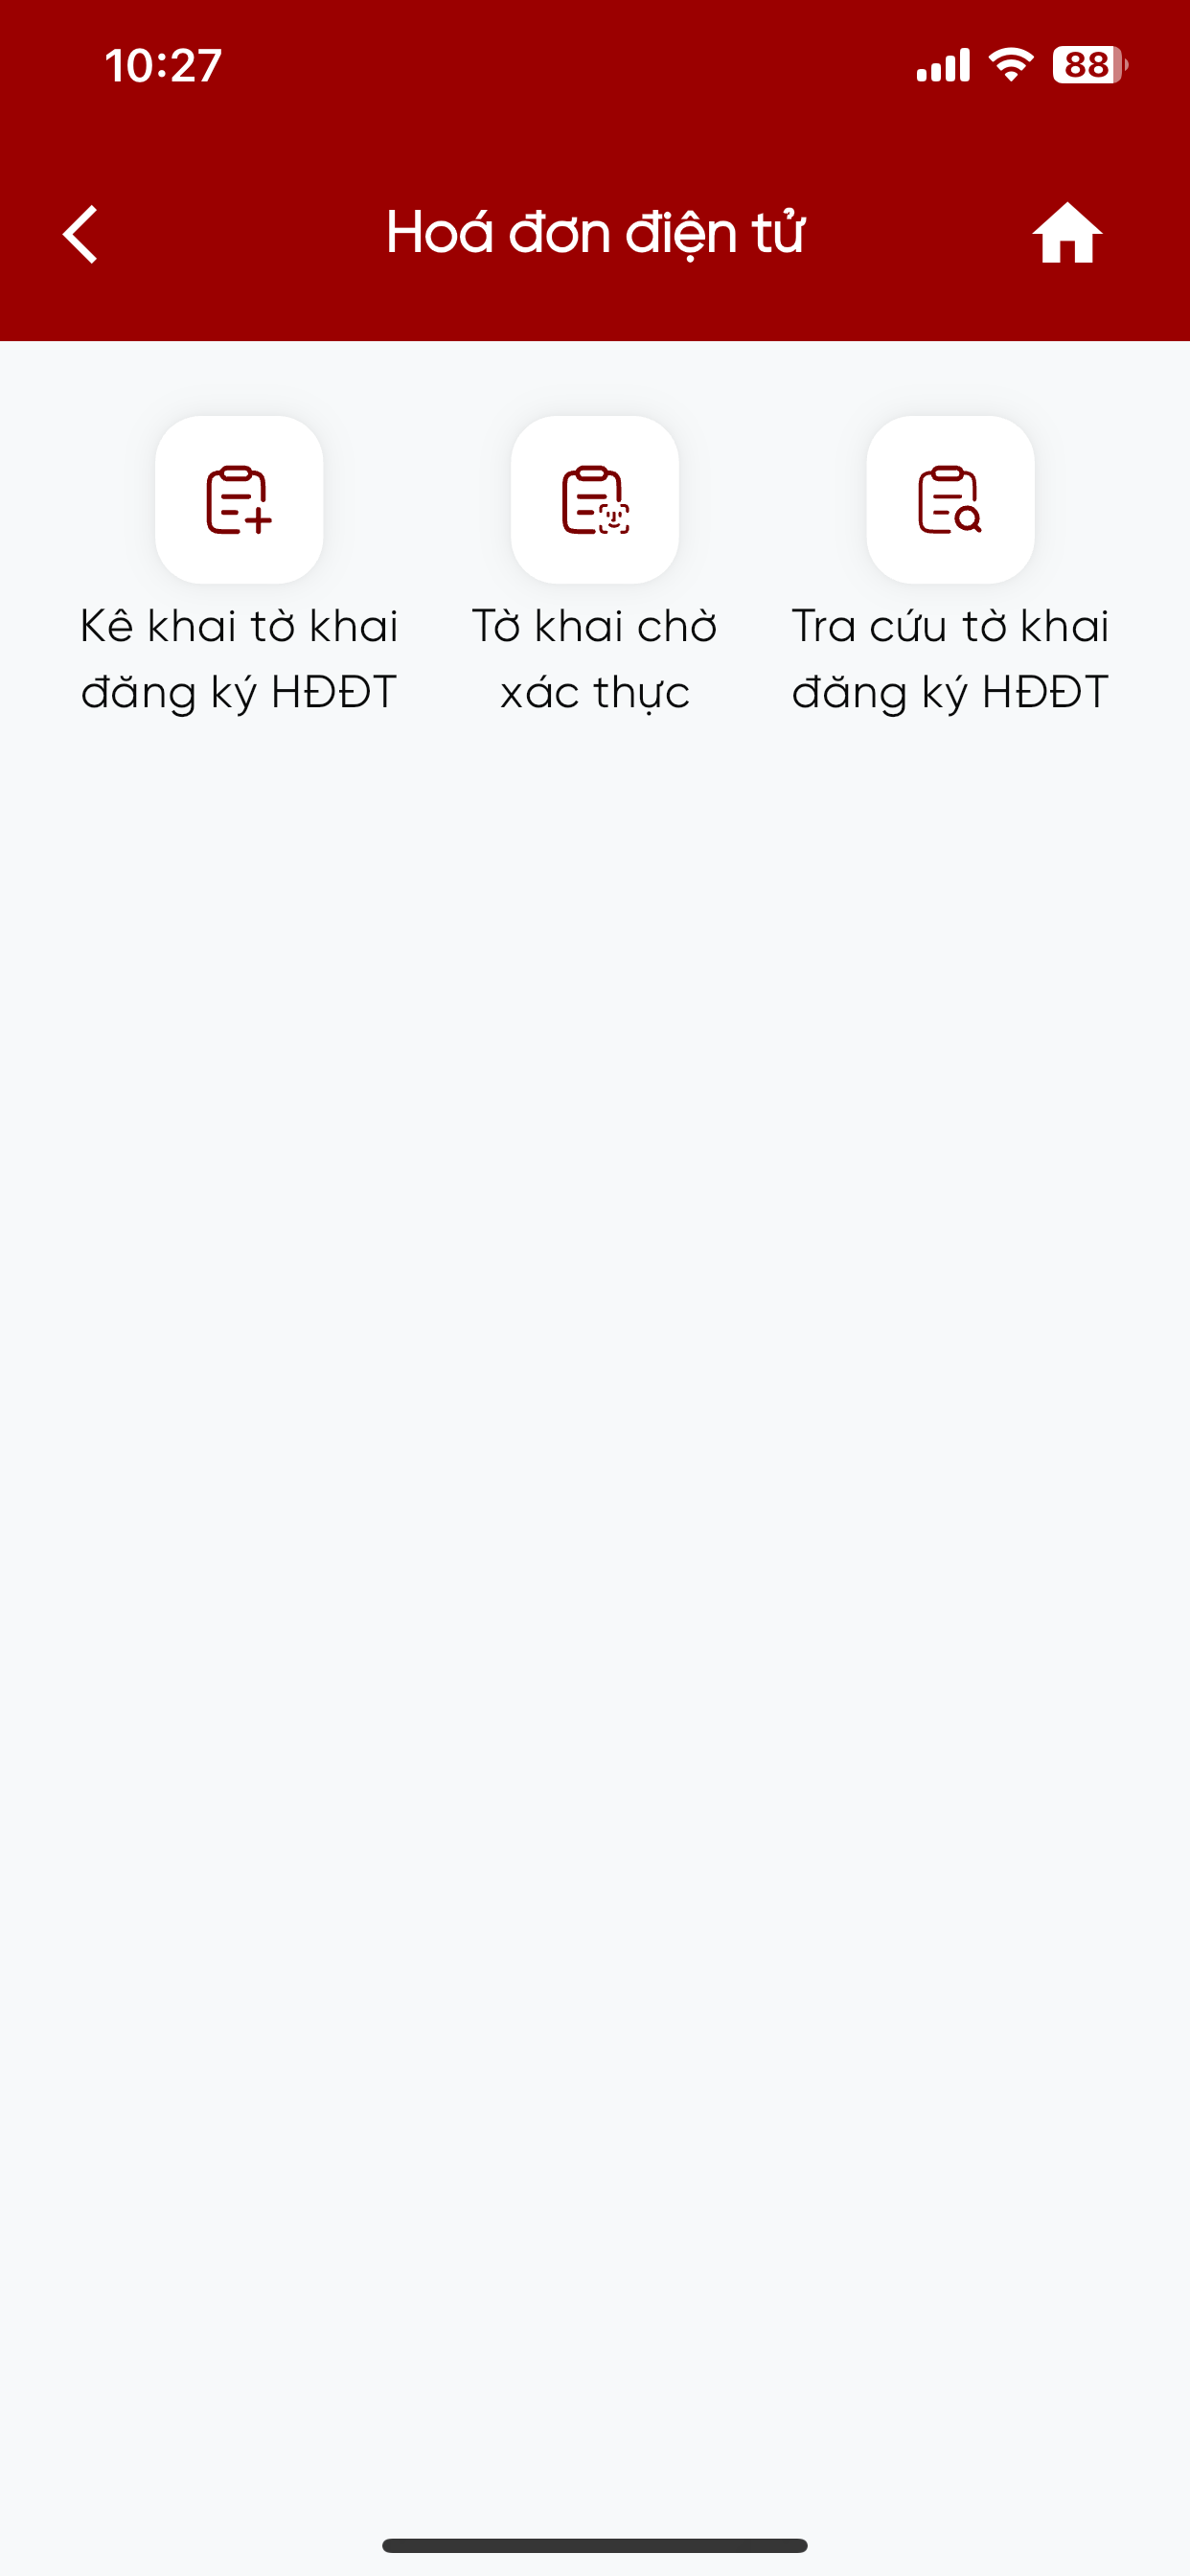 10:27
88
Hoá đơn điện tử
Kê khai tờ khai
đăng ký HĐĐT
Tờ khai chờ
xác thực
Tra cứu tờ khai
đăng ký HĐĐT